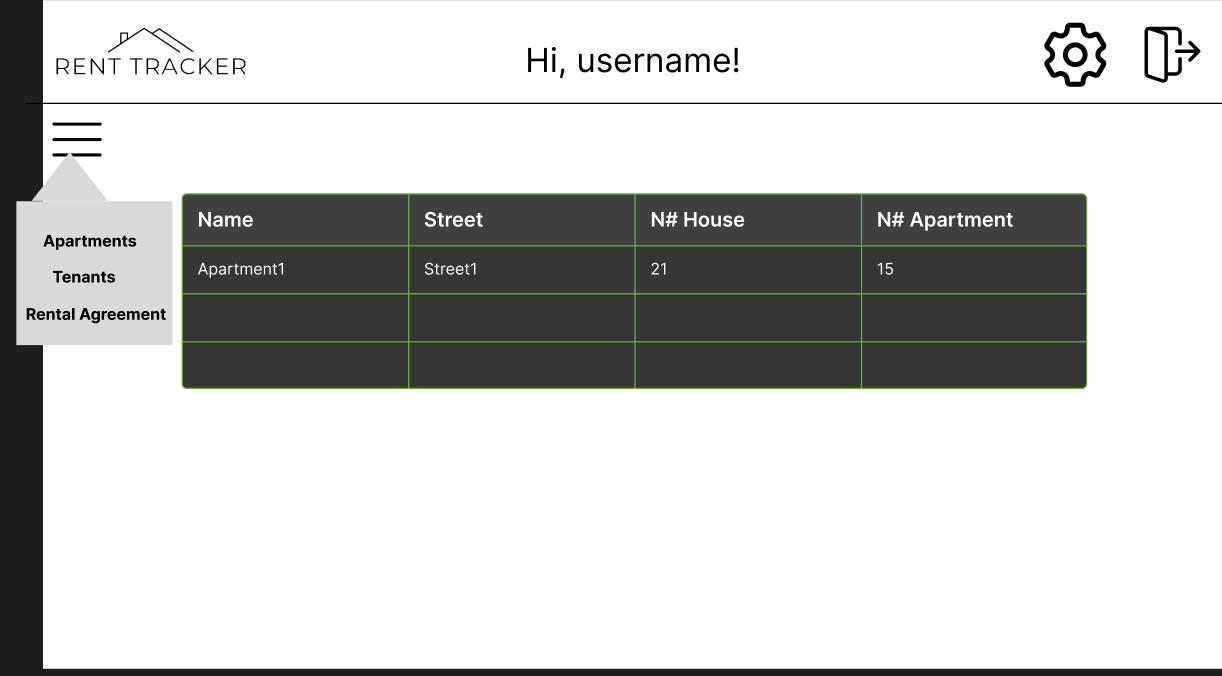 RENT TRACKER
Hi, username!
Apartments
Tenants
Rental Agreement
Name Street N# House N# Apartment
Apartment1 Street1 21 15